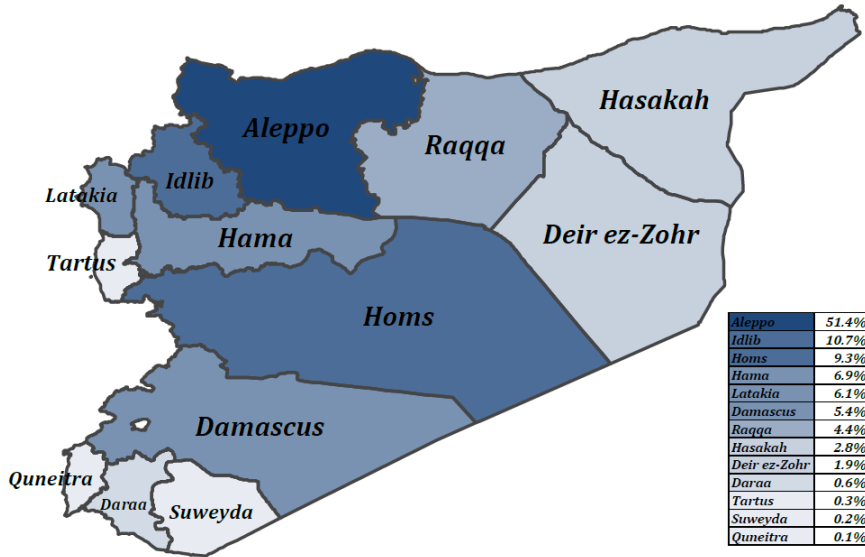 Hasakah
Aleppo
Raqqa
Idlib
Latakia
Hama
Deir ez-Zohr
Tartus
Homs
Damascus
Quneitra
Daraa
Suweyda
Aleppo 51.4%
Idlib 10.7%
Homs 9.3%
Hama 6.9%
Latakia 6.1%
Damascus 5.4%
Raqqa 4.4%
Hasakah 2.8%
Deir ez-Zohr 1.9%
Daraa 0.6%
Tartus 0.3%
Suweyda 0.2%
Quneitra 0.1%